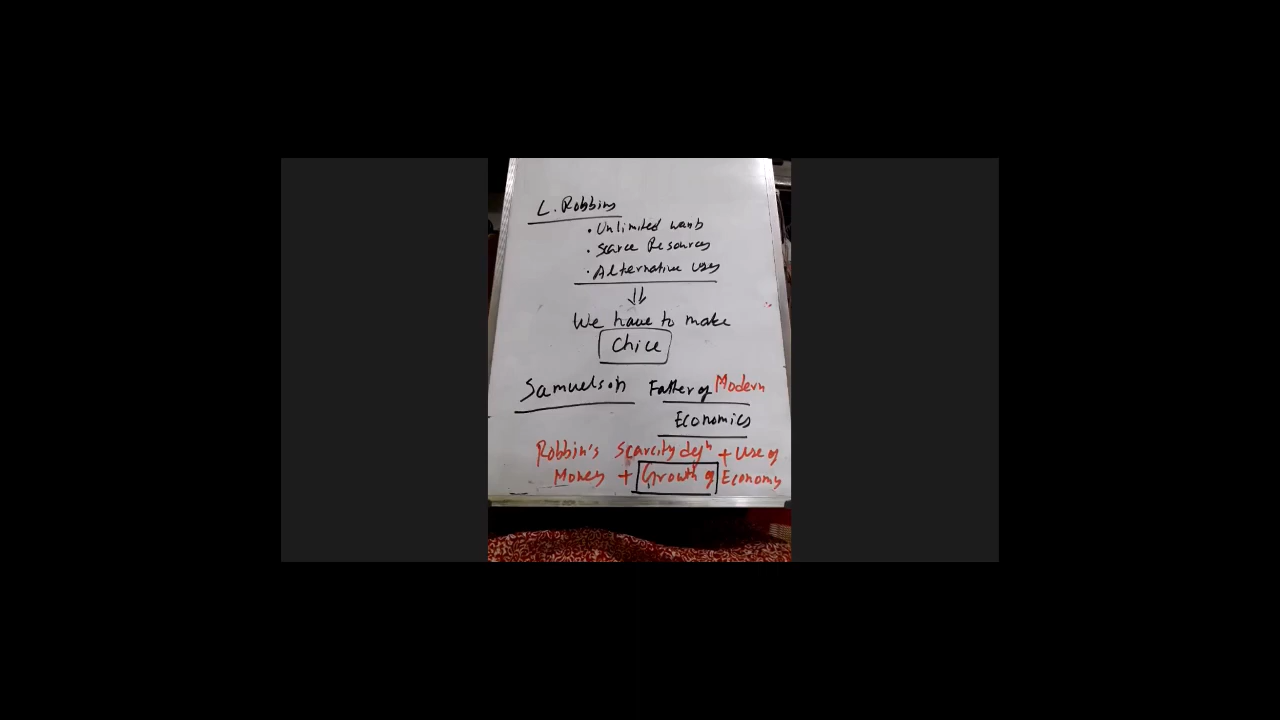 L. Robbins
• Unlimited wants
• Scarce Resources
• Alternative uses
We have to make
Chice
Samuelson Father of Modern
Economics
Robbin's Scarcity defn + Use of
Money + Growth of Economy